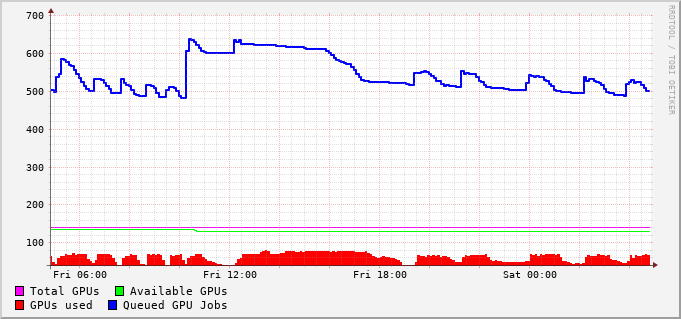 700
600
500
400
300
200
100
Fri 06:00 Fri 12:00 Fri 18:00 Sat 00:00
Total GPUs Available GPUs
GPUs used Queued GPU Jobs
RRDTOOL / TOBI OETIKER